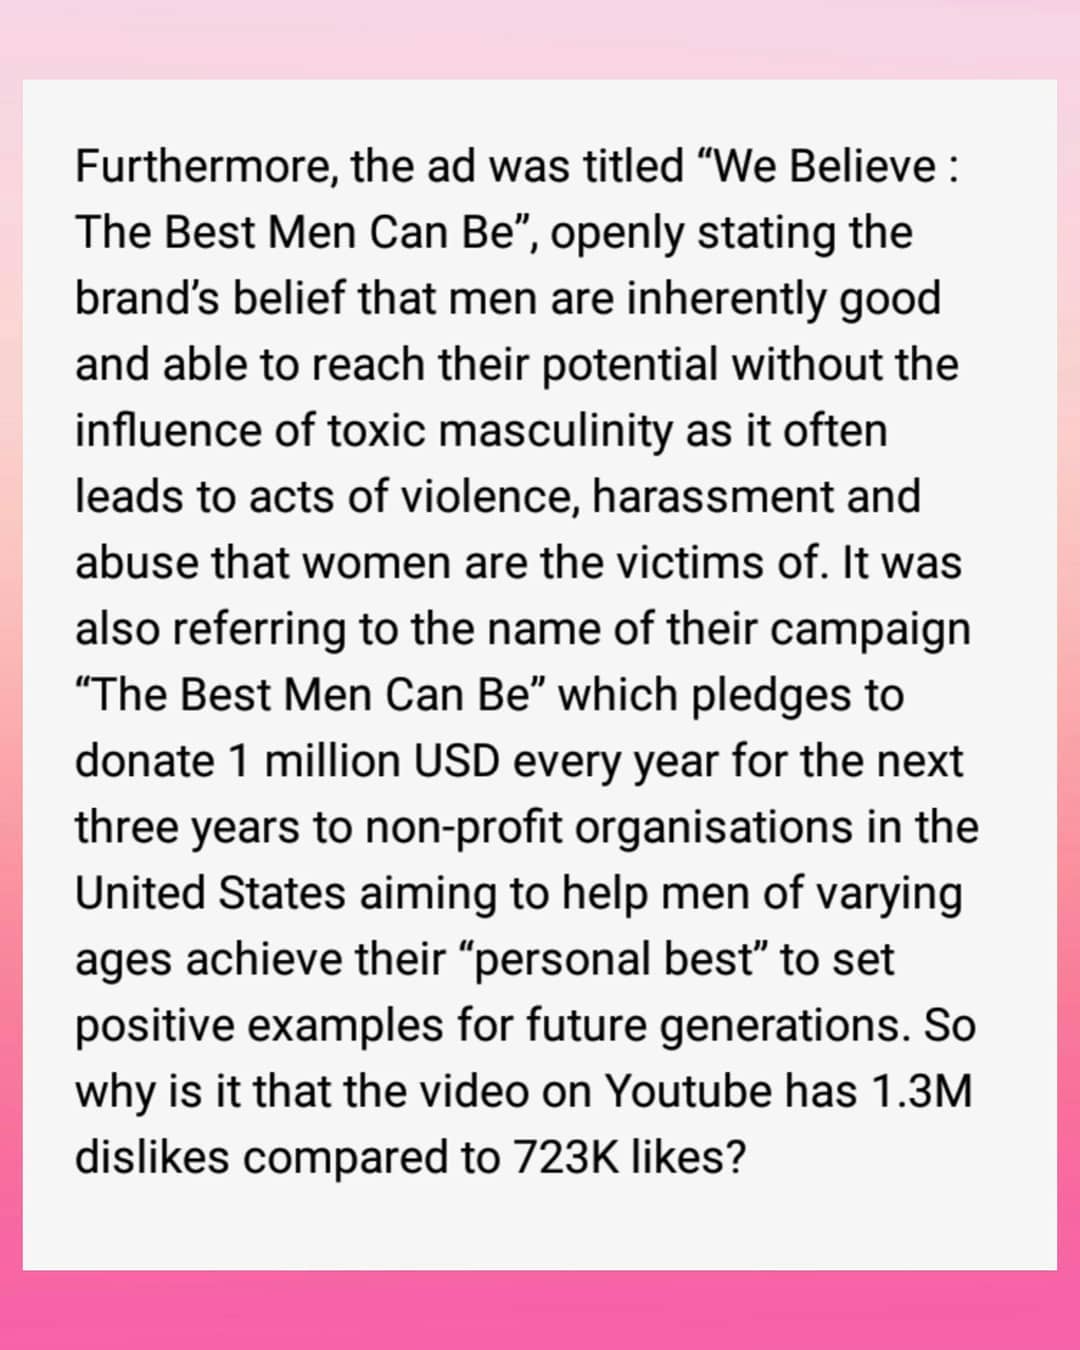 Furthermore, the ad was titled “We Believe :
The Best Men Can Be”, openly stating the
brand’s belief that men are inherently good
and able to reach their potential without the
influence of toxic masculinity as it often
leads to acts of violence, harassment and
abuse that women are the victims of. It was
also referring to the name of their campaign
“The Best Men Can Be” which pledges to
donate 1 million USD every year for the next
three years to non-profit organisations in the
United States aiming to help men of varying
ages achieve their “personal best” to set
positive examples for future generations. So
why is it that the video on Youtube has 1.3M
dislikes compared to 723K likes?